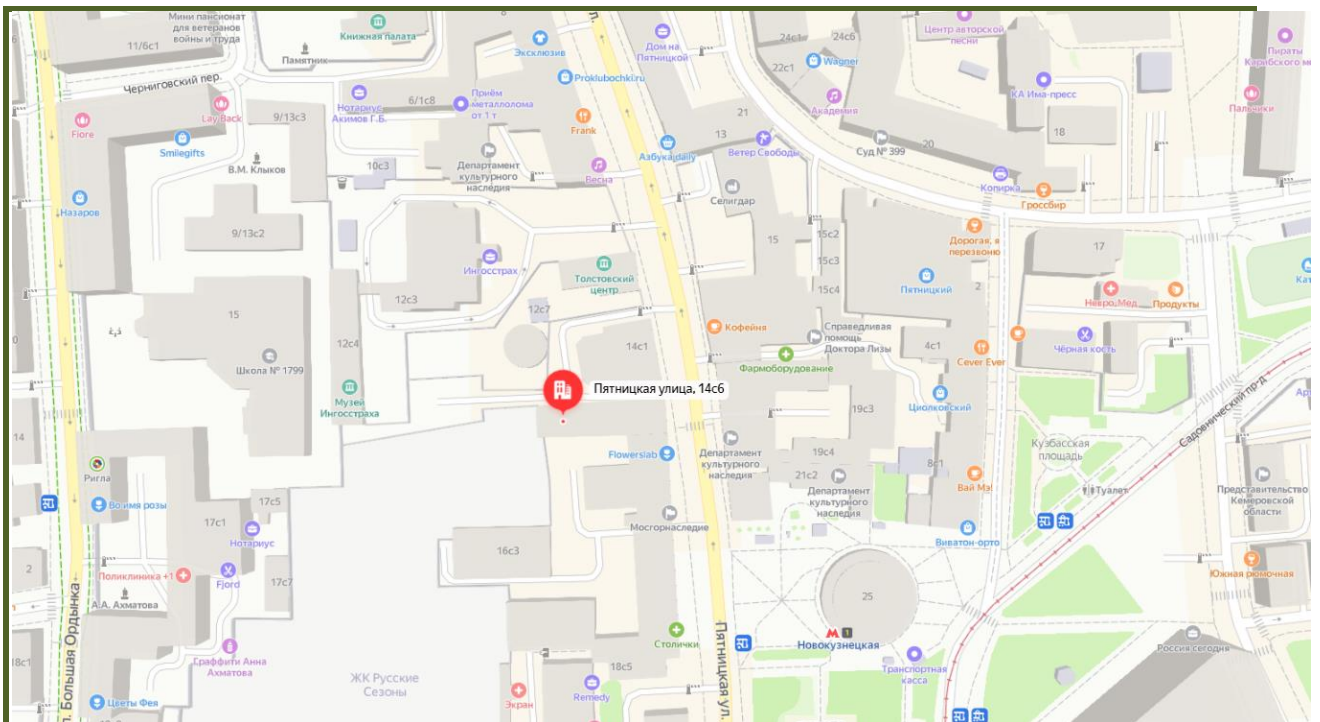 Мини пансионат
для ветеранов
войны и труда
11/6с1
Книжная палата
Памятник
Эксклюзив
ул.
Дом на
Пятницкой
24с1
24с6
Центр авторской
песни
Пираты
Карибского м
6
Черниговский пер.
Proklubochki.ru
22с1
Wagner
КА Има-пресс
Нотариус
Акимов Г.Б.
6/1с8
Приём
металлолома
от 1 т
Fiore
Lay Back
9/13с3
Frank
21
Академия
Пальчики
13
18
Smilegifts
В.М. Клыков
10с3
Департамент
культурного
наследия
Весна
Азбука daily
Ветер Свободы
Суд № 399
20
Селигдар
Копирка
Гроссбир
Назаров
9/13с2
Ингосстрах
Толстовский
центр
15
15с2
15с3
15с4
Дорогая, я
перезвоню
17
Пятницкий
2
Невро Мед
Продукты
Кат
12с3
12с7
15
12с4
14с1
Кофейня
Справедливая
помощь
Доктора Лизы
4с1
Cever Ever
Чёрная кость
Школа № 1799
Фармоборудование
Музей
Ингосстраха
Пятницкая улица, 14с6
19с3
Циолковский
Садовнический пр-д
14
Flowerslab
Департамент
культурного
наследия
19с4
21с2
8с1
Кузбасская
площадь
Ригла
Департамент
культурного
наследия
Вай Мэ!
Туалет
Представительство
Кемеровской
области
Во имя розы
17с5
17с1
Нотариус
Мосгорнаследие
Виватон-орто
16с3
2
Поликлиника +1
Fjord
17с7
Южная рюмочная
А.А. Ахматова
25
л. Большая Ордынка
Столички
Пятницкая ул.
Новокузнецкая
1
Россия сегодня
18с1
Граффити Анна
Ахматова
18с5
Транспортная
касса
ЖК Русские
Сезоны
Цветы Фея
Экран
Remedy